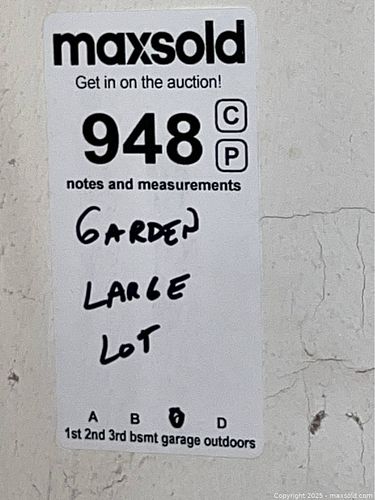 maxsold
Get in on the auction!
948 C
P
notes and measurements
GARDEN
LARGE
LOT
A B C D
1st 2nd 3rd bsmt garage outdoors
Copyright 2025 - maxsold.com